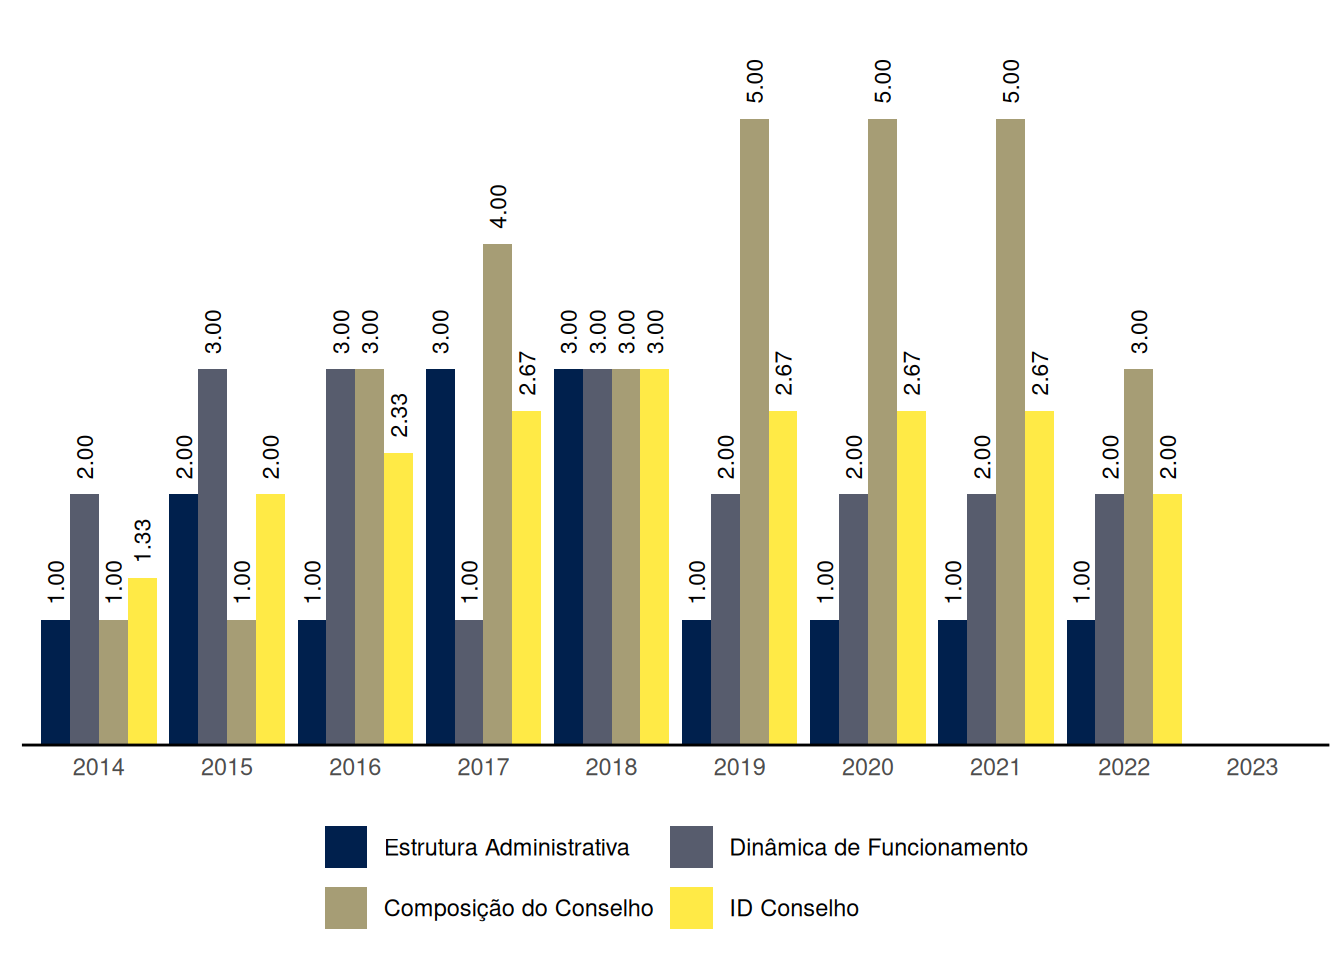 5.00 5.00 5.00
4.00
3.00 3.00 3.00 3.00 3.00 3.00 3.00 3.00 3.00
2.67 2.67 2.67 2.67
2.33
2.00 2.00 2.00 2.00 2.00 2.00 2.00 2.00
1.33
1.00 1.00 1.00 1.00 1.00 1.00 1.00 1.00 1.00
2014 2015 2016 2017 2018 2019 2020 2021 2022 2023
Estrutura Administrativa Dinâmica de Funcionamento
Composição do Conselho ID Conselho